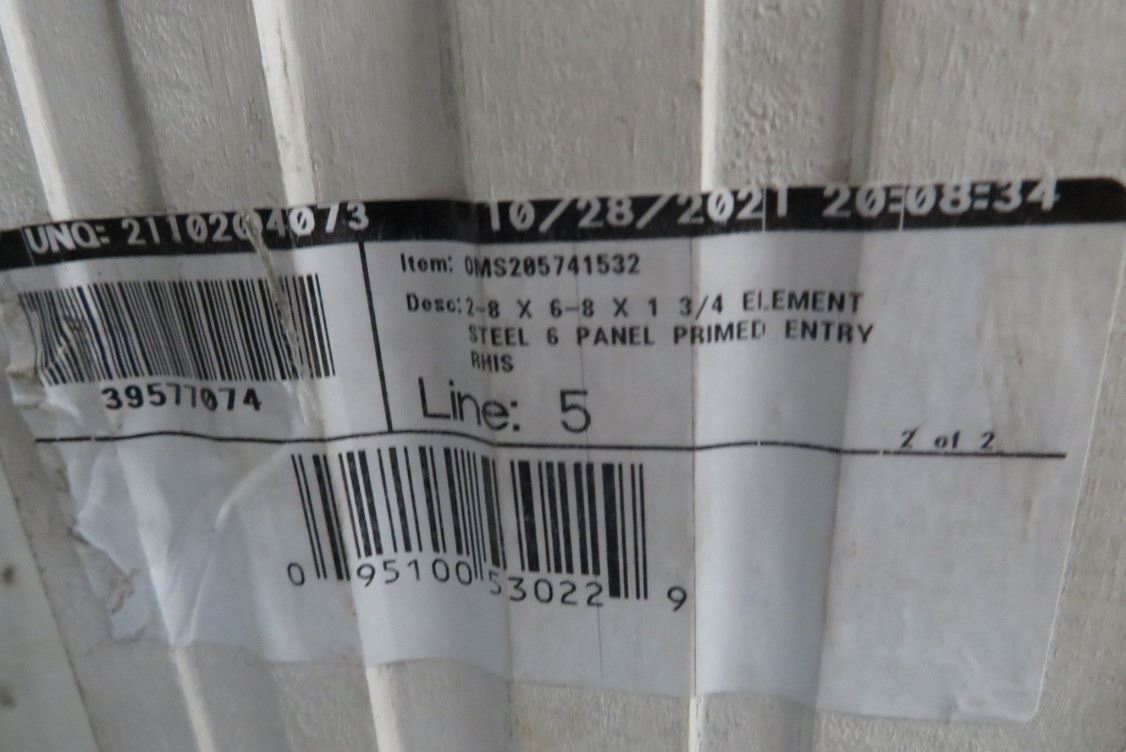 UNQ: 2110204073 10/28/2021 20:08:34
Item: OMS205741532
Desc: 2-8 X 6-8 X 1 3/4 ELEMENT
STEEL 6 PANEL PRIMED ENTRY
RHIS
39577074
Line: 5
2 of 2
0 95100 53022 9